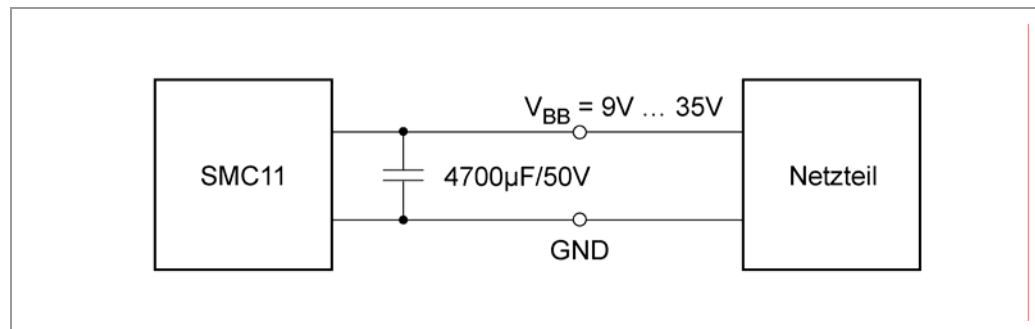 V_BB = 9V … 35V
SMC11
4700µF/50V
Netzteil
GND